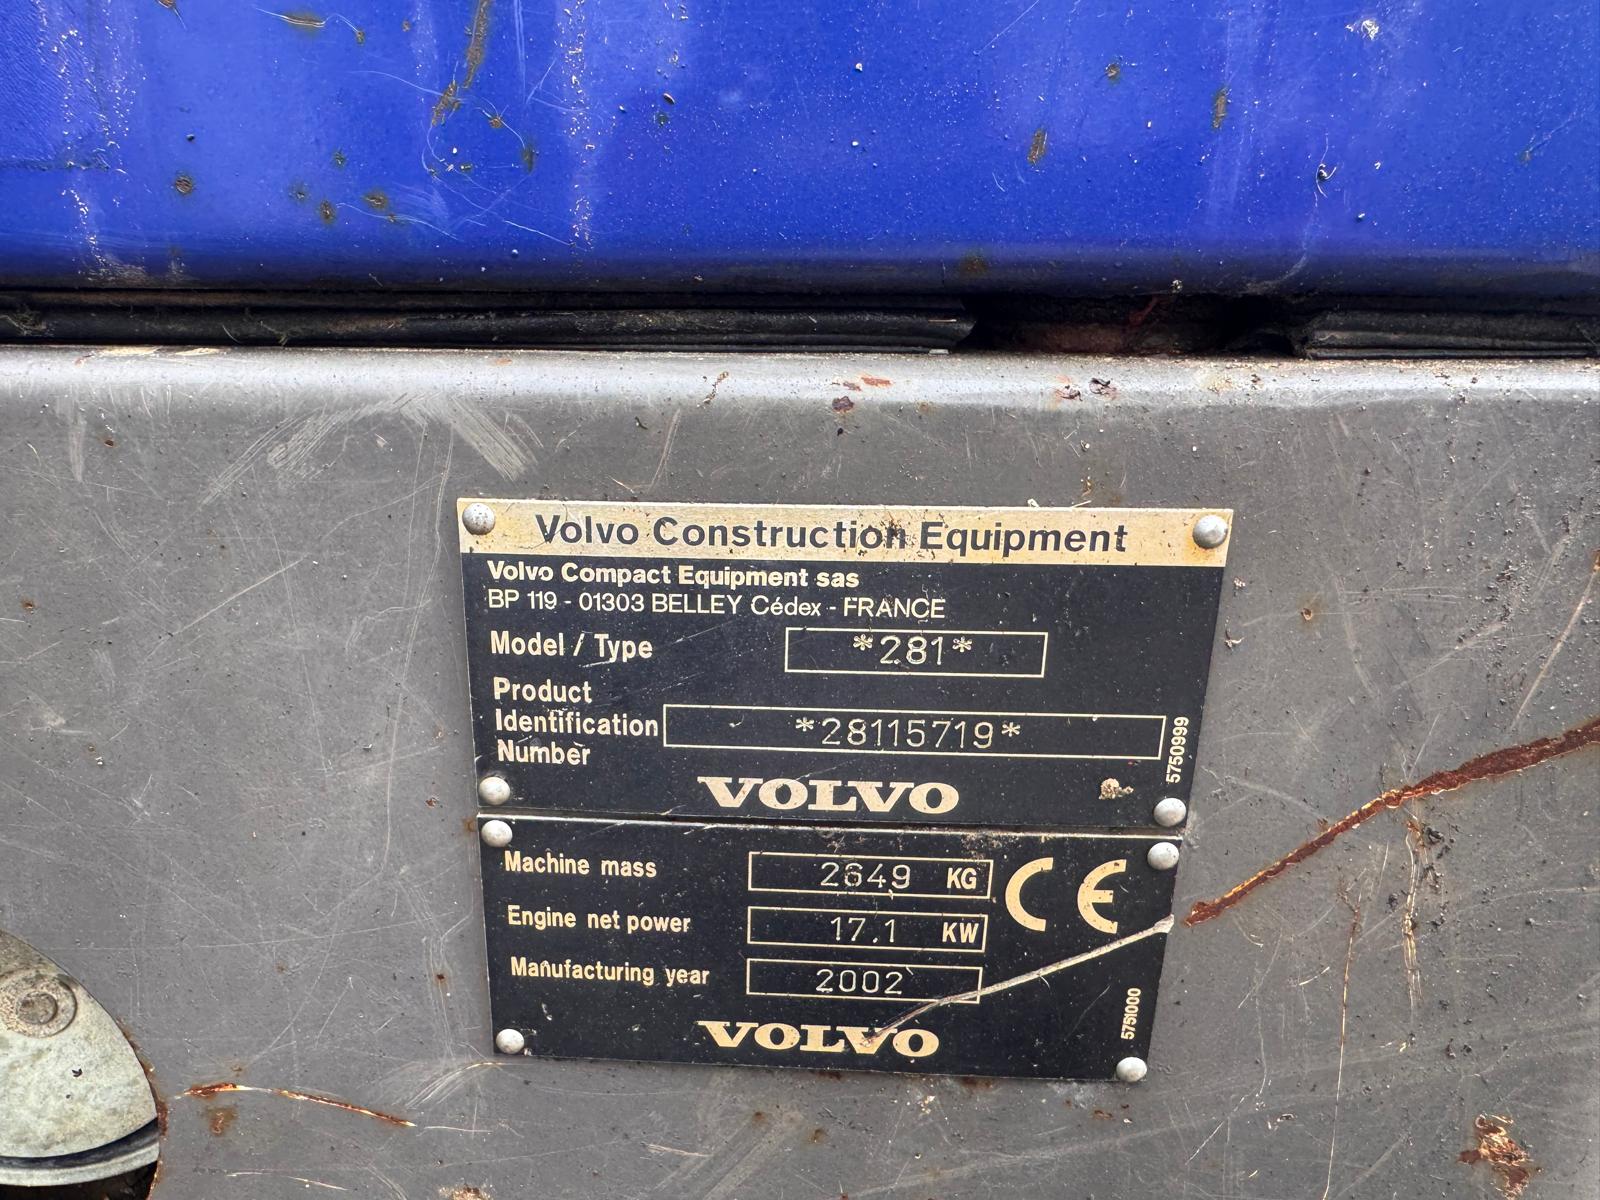 Volvo Construction Equipment
Volvo Compact Equipment sas
BP 119 - 01303 BELLEY Cédex - FRANCE
Model / Type *281*
Product
Identification *28115719*
Number
5750999
VOLVO
Machine mass 2649 KG
CE
Engine net power 17.1 KW
Manufacturing year 2002
5751000
VOLVO